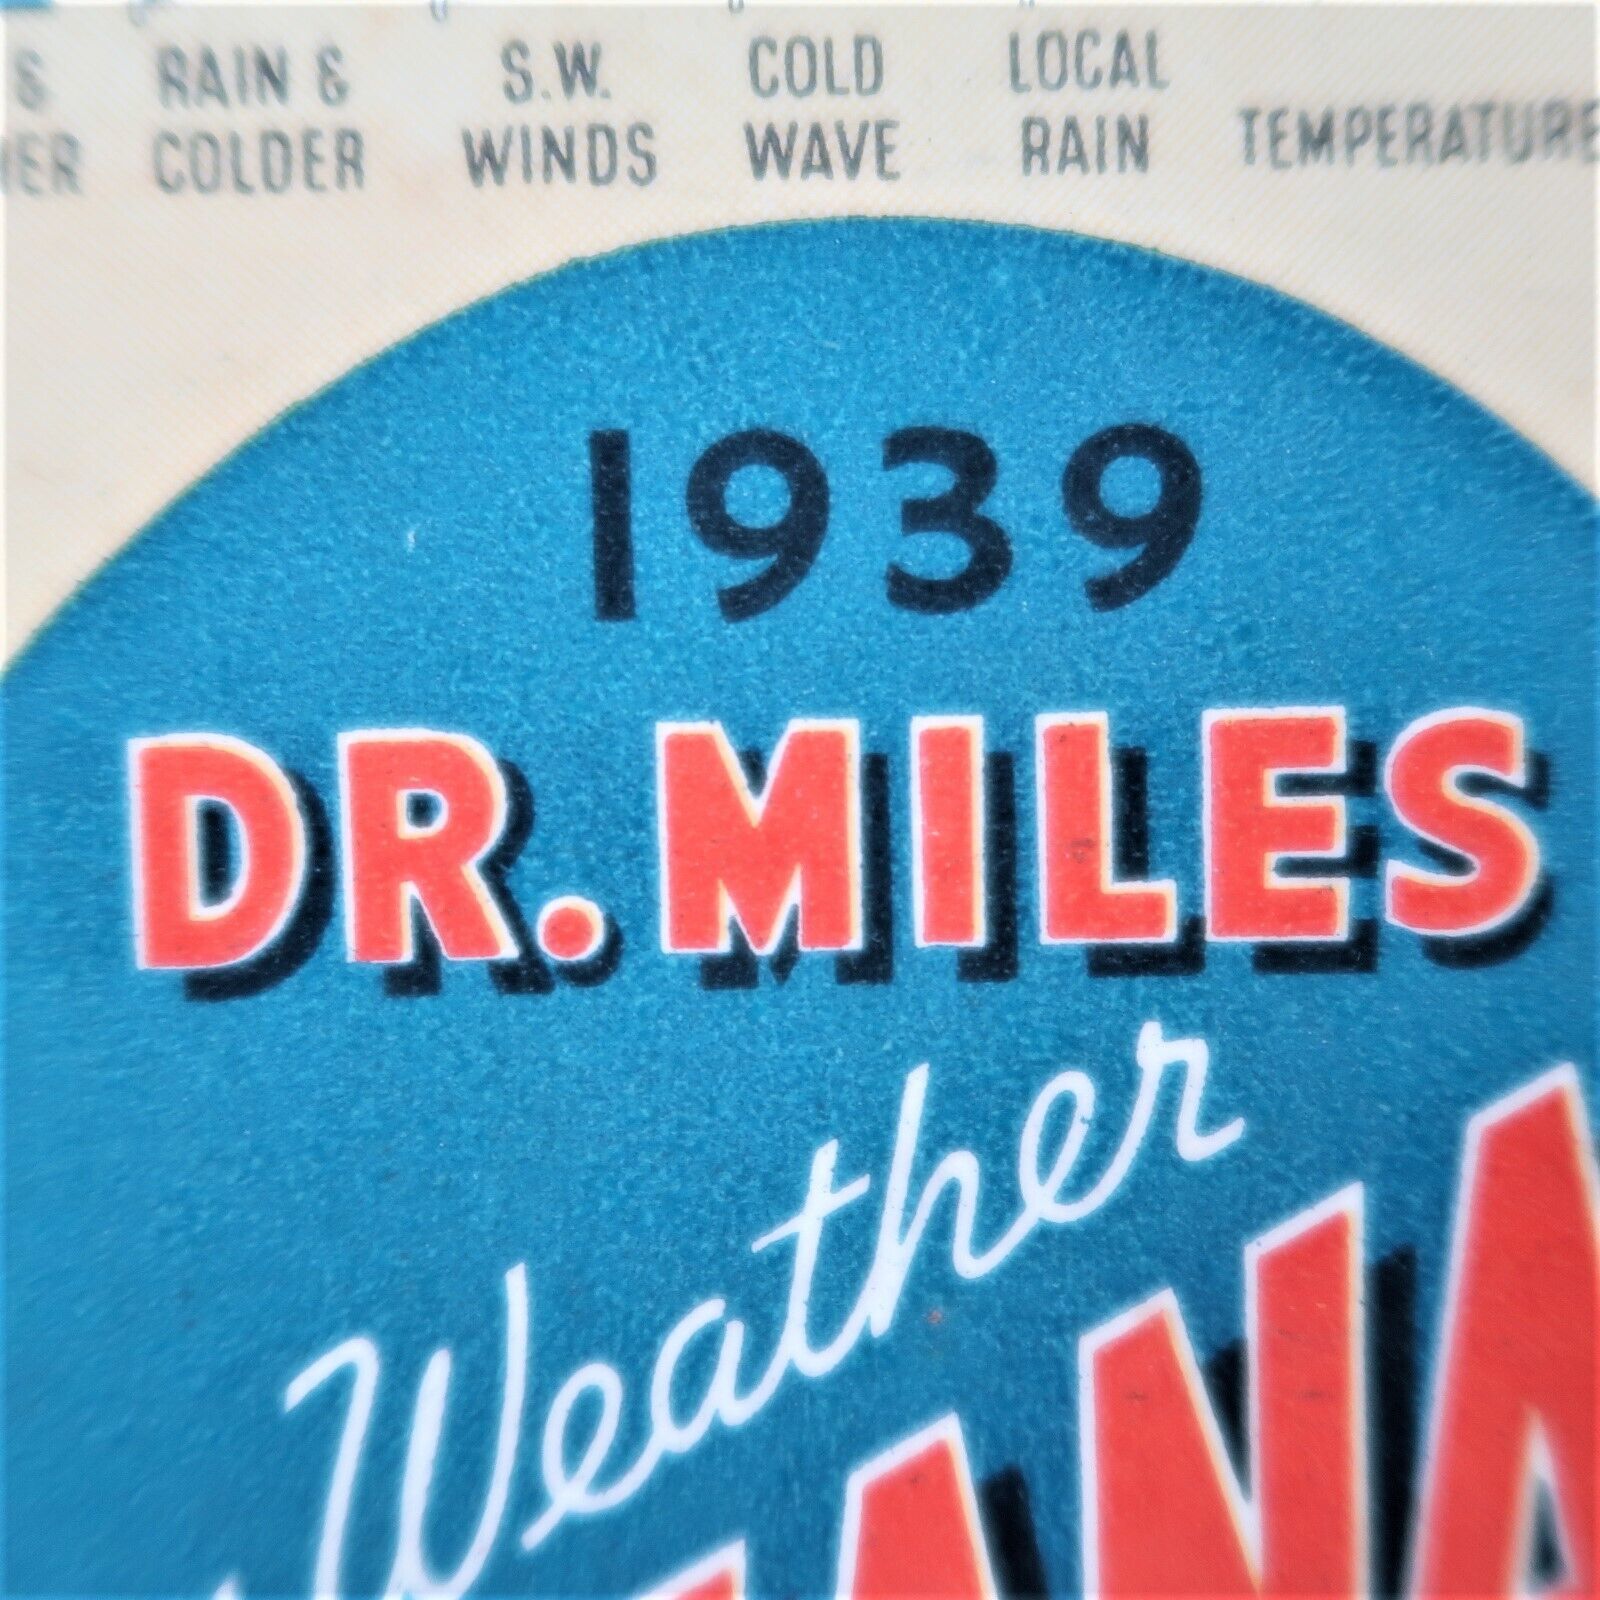 & RAIN & S.W. COLD LOCAL
COLDER WINDS WAVE RAIN TEMPERATURE
1939
DR. MILES
Weather